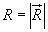 R = |R⃗|